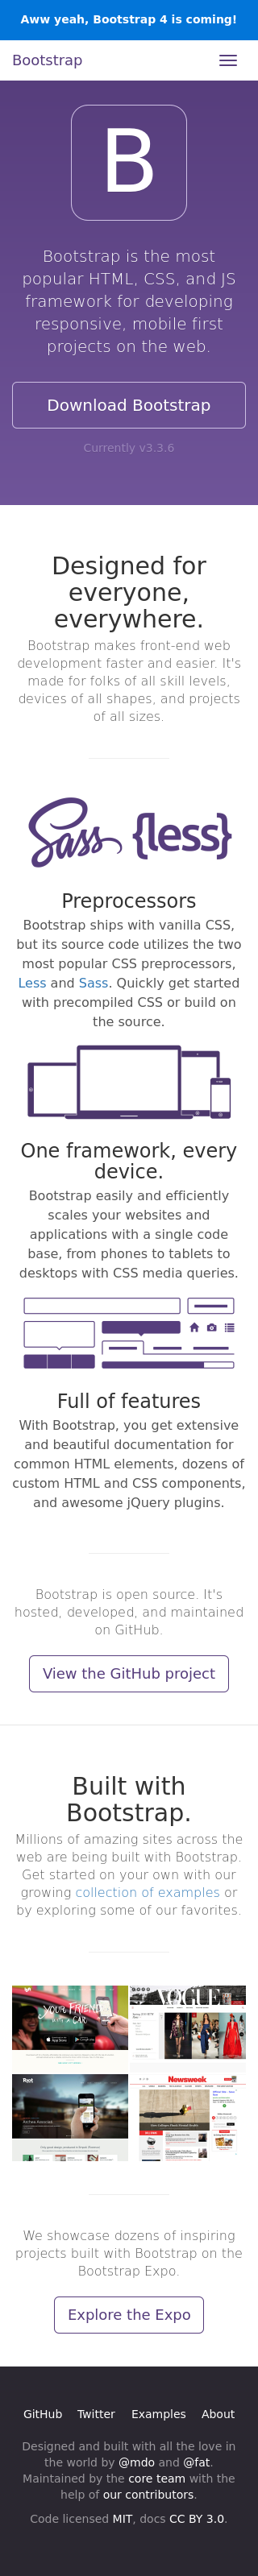 Aww yeah, Bootstrap 4 is coming!
Bootstrap
B
Bootstrap is the most
popular HTML, CSS, and JS
framework for developing
responsive, mobile first
projects on the web.
Download Bootstrap
Currently v3.3.6
Designed for
everyone,
everywhere.
Bootstrap makes front-end web
development faster and easier. It's
made for folks of all skill levels,
devices of all shapes, and projects
of all sizes.
Sass {less}
Preprocessors
Bootstrap ships with vanilla CSS,
but its source code utilizes the two
most popular CSS preprocessors,
Less and Sass. Quickly get started
with precompiled CSS or build on
the source.
One framework, every
device.
Bootstrap easily and efficiently
scales your websites and
applications with a single code
base, from phones to tablets to
desktops with CSS media queries.
Full of features
With Bootstrap, you get extensive
and beautiful documentation for
common HTML elements, dozens of
custom HTML and CSS components,
and awesome jQuery plugins.
Bootstrap is open source. It's
hosted, developed, and maintained
on GitHub.
View the GitHub project
Built with
Bootstrap.
Millions of amazing sites across the
web are being built with Bootstrap.
Get started on your own with our
growing collection of examples or
by exploring some of our favorites.
YOUR FRIEND
CAR
VOGUE
Riot
Newsweek
We showcase dozens of inspiring
projects built with Bootstrap on the
Bootstrap Expo.
Explore the Expo
GitHub Twitter Examples About
Designed and built with all the love in
the world by @mdo and @fat.
Maintained by the core team with the
help of our contributors.
Code licensed MIT, docs CC BY 3.0.